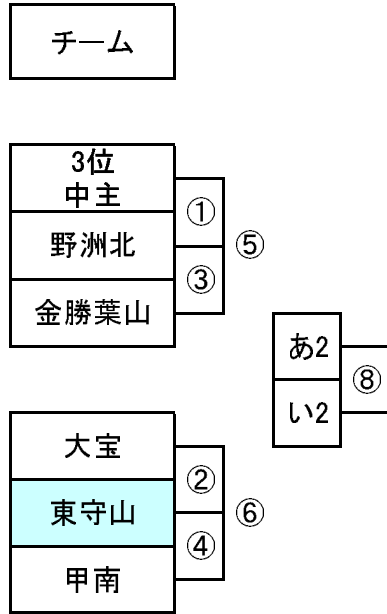 チーム
3位
中主
①
野洲北
⑤
③
金勝葉山
あ2
⑧
い2
大宝
②
東守山
⑥
④
甲南